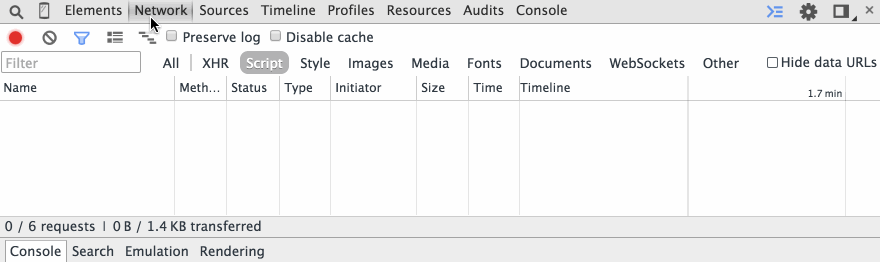 Elements Network Sources Timeline Profiles Resources Audits Console
Preserve log Disable cache
Filter All XHR Script Style Images Media Fonts Documents WebSockets Other Hide data URLs
Name Meth... Status Type Initiator Size Time Timeline 1.7 min
0 / 6 requests | 0 B / 1.4 KB transferred
Console Search Emulation Rendering